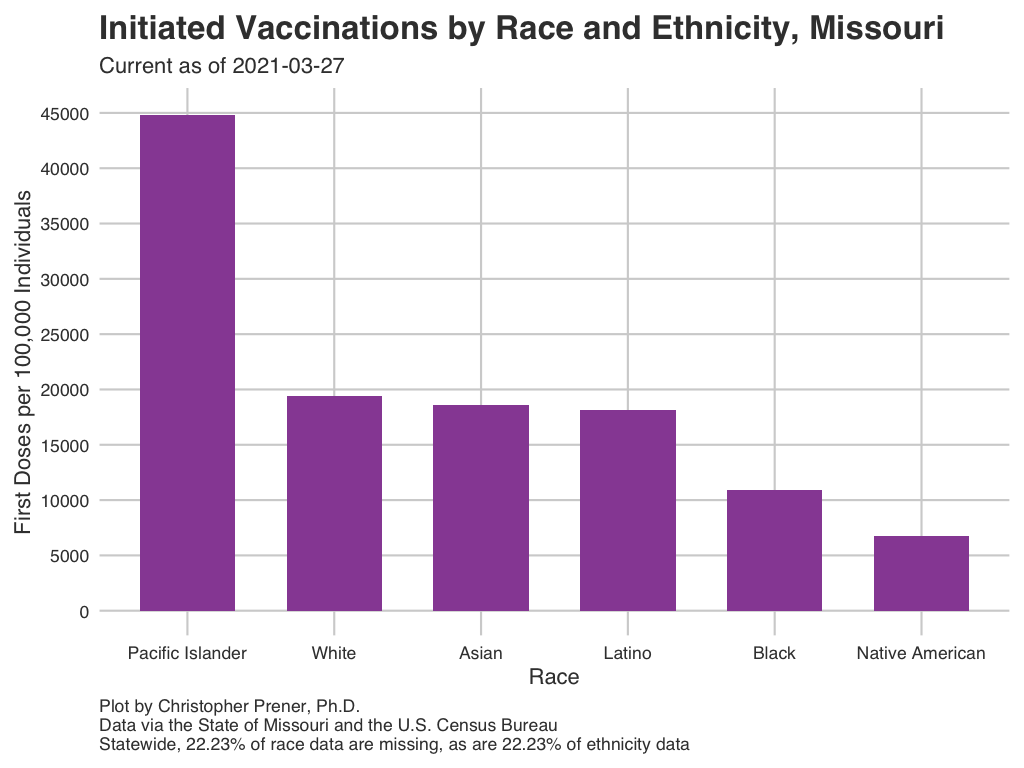 Initiated Vaccinations by Race and Ethnicity, Missouri
Current as of 2021-03-27
First Doses per 100,000 Individuals
45000
40000
35000
30000
25000
20000
15000
10000
5000
0
Pacific Islander White Asian Latino Black Native American
Race
Plot by Christopher Prener, Ph.D.
Data via the State of Missouri and the U.S. Census Bureau
Statewide, 22.23% of race data are missing, as are 22.23% of ethnicity data